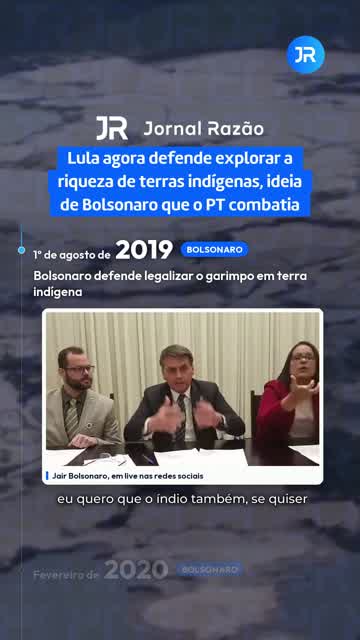 JR
JR Jornal Razão
Lula agora defende explorar a
riqueza de terras indígenas, ideia
de Bolsonaro que o PT combatia
1º de agosto de 2019 BOLSONARO
Bolsonaro defende legalizar o garimpo em terra
indígena
Jair Bolsonaro, em live nas redes sociais
eu quero que o índio também, se quiser
Fevereiro de 2020 BOLSONARO